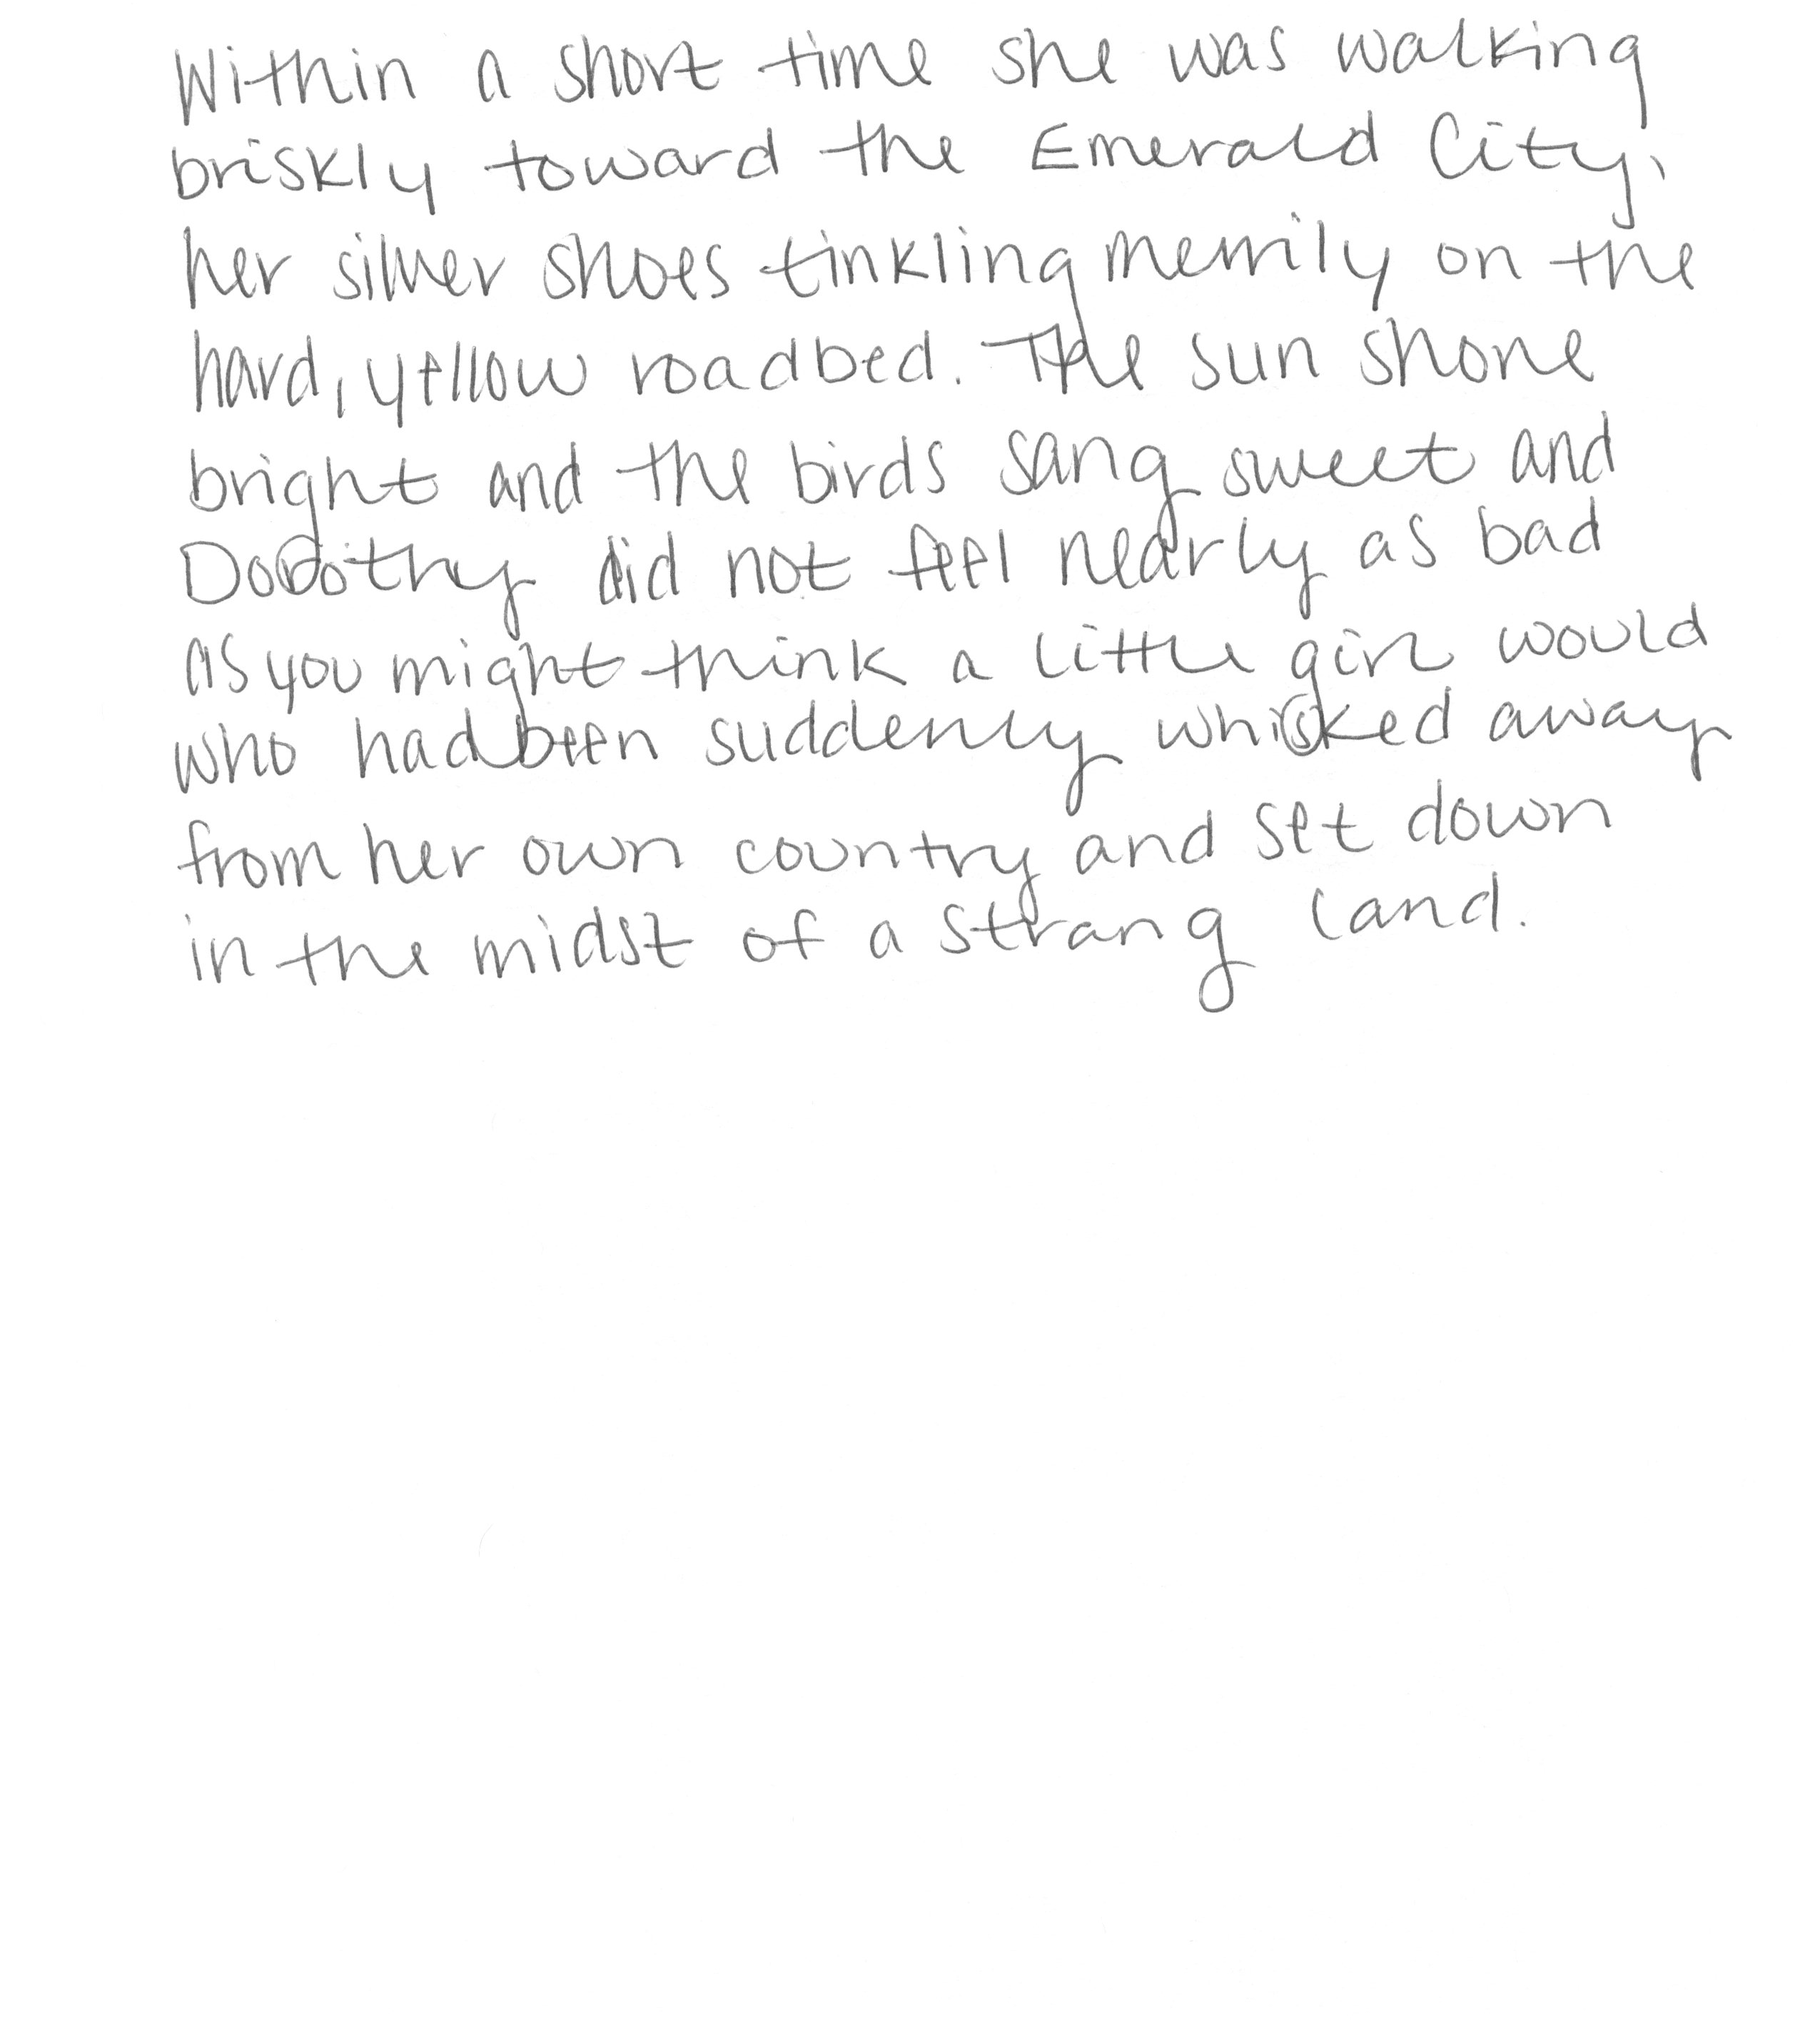 Within a short time she was walking
briskly toward the Emerald City,
her silver shoes tinkling merrily on the
hard, yellow roadbed. The sun shone
bright and the birds sang sweet and
Dorothy did not feel nearly as bad
as you might think a little girl would
who had been suddenly whisked away
from her own country and set down
in the midst of a strang land.